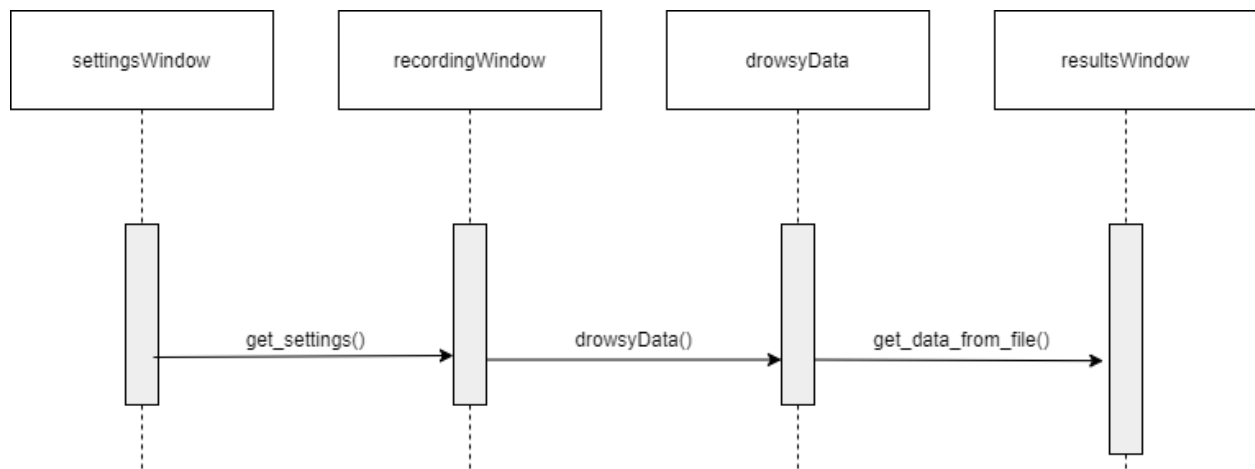 settingsWindow
recordingWindow
drowsyData
resultsWindow
get_settings()
drowsyData()
get_data_from_file()